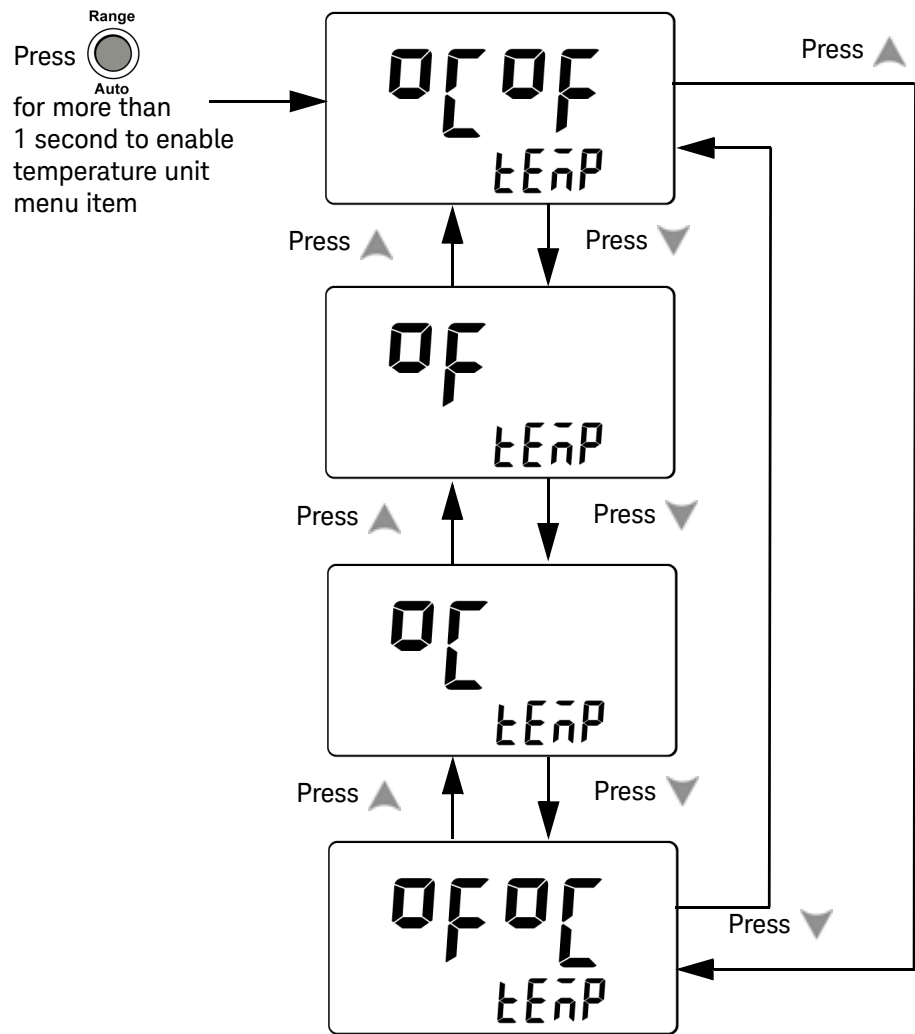 Range
Press
Auto
for more than
1 second to enable
temperature unit
menu item
Press
°C°F
tEmP
Press
Press
°F
tEmP
Press
Press
°C
tEmP
Press
Press
°F°C
tEmP
Press